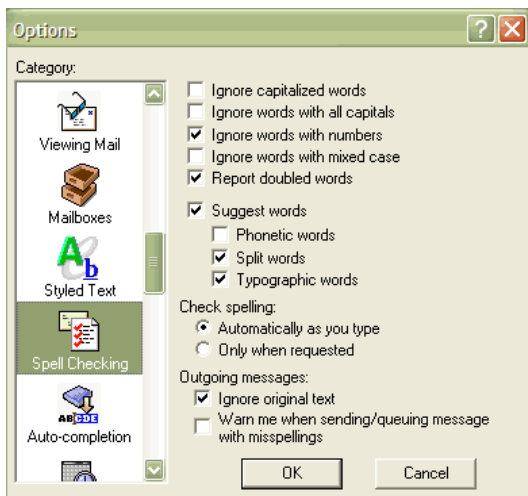 Options
Category:
Viewing Mail
Mailboxes
Styled Text
Spell Checking
ABCDE
Auto-completion
Ignore capitalized words
Ignore words with all capitals
Ignore words with numbers
Ignore words with mixed case
Report doubled words
Suggest words
Phonetic words
Split words
Typographic words
Check spelling:
Automatically as you type
Only when requested
Outgoing messages:
Ignore original text
Warn me when sending/queuing message
with misspellings
OK
Cancel